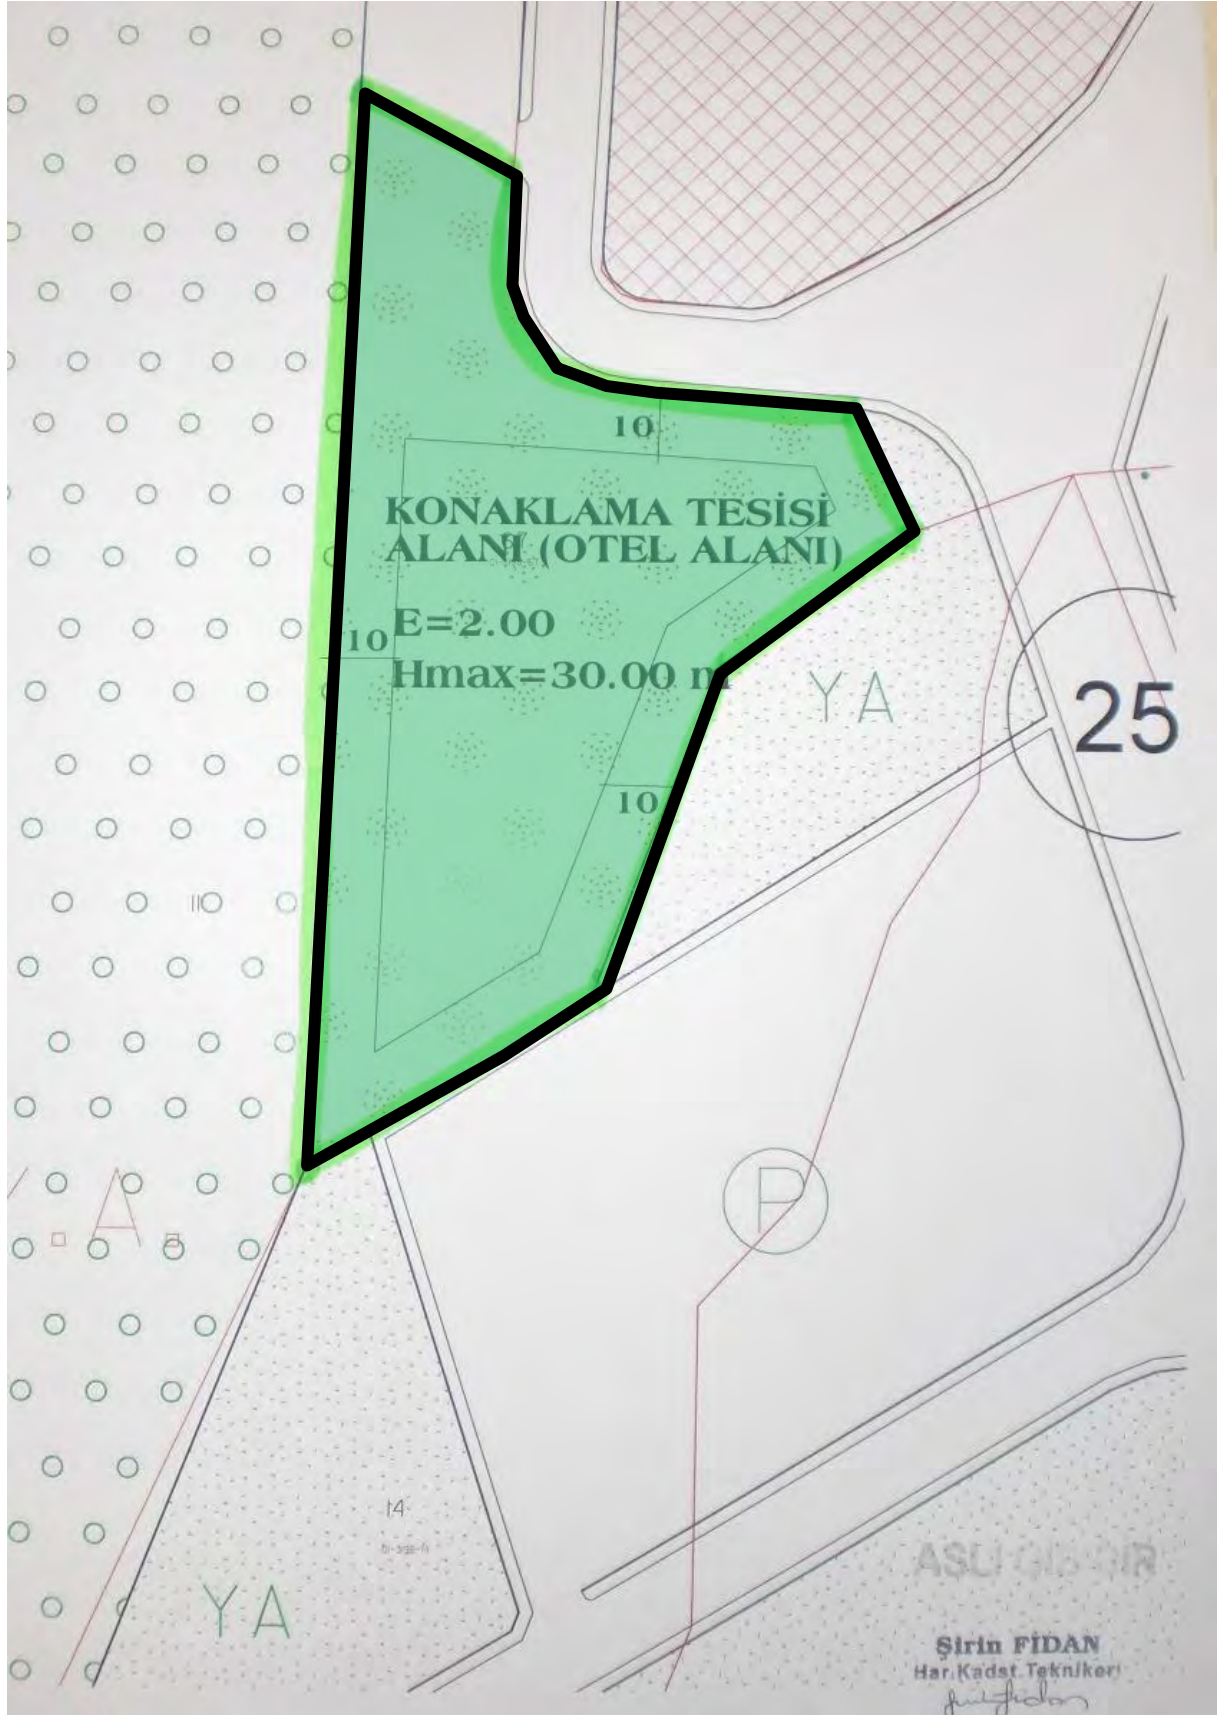 10
KONAKLAMA TESİSİ
ALANI (OTEL ALANI)
E=2.00
10
Hmax=30.00 m
YA
25
10
A.
P
14
YA
Şirin FİDAN
Har.Kadst.Teknikeri